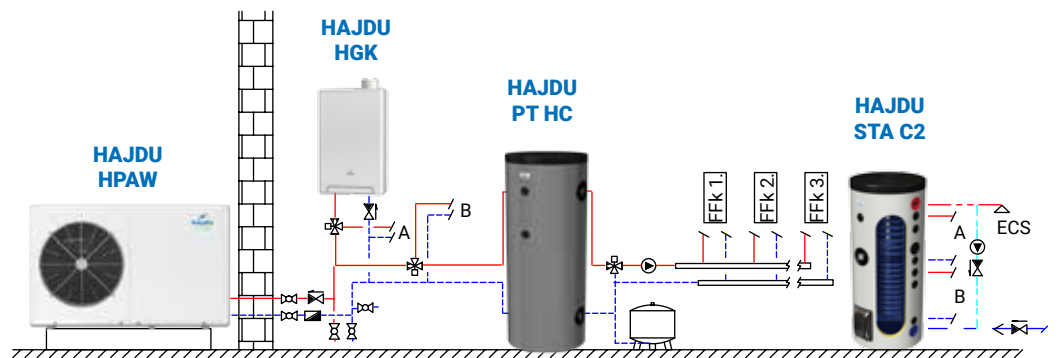 HAJDU
HPAW
HAJDU
HGK
HAJDU
PT HC
HAJDU
STA C2
A
B
FFk 1.
FFk 2.
FFk 3.
A
B
ECS